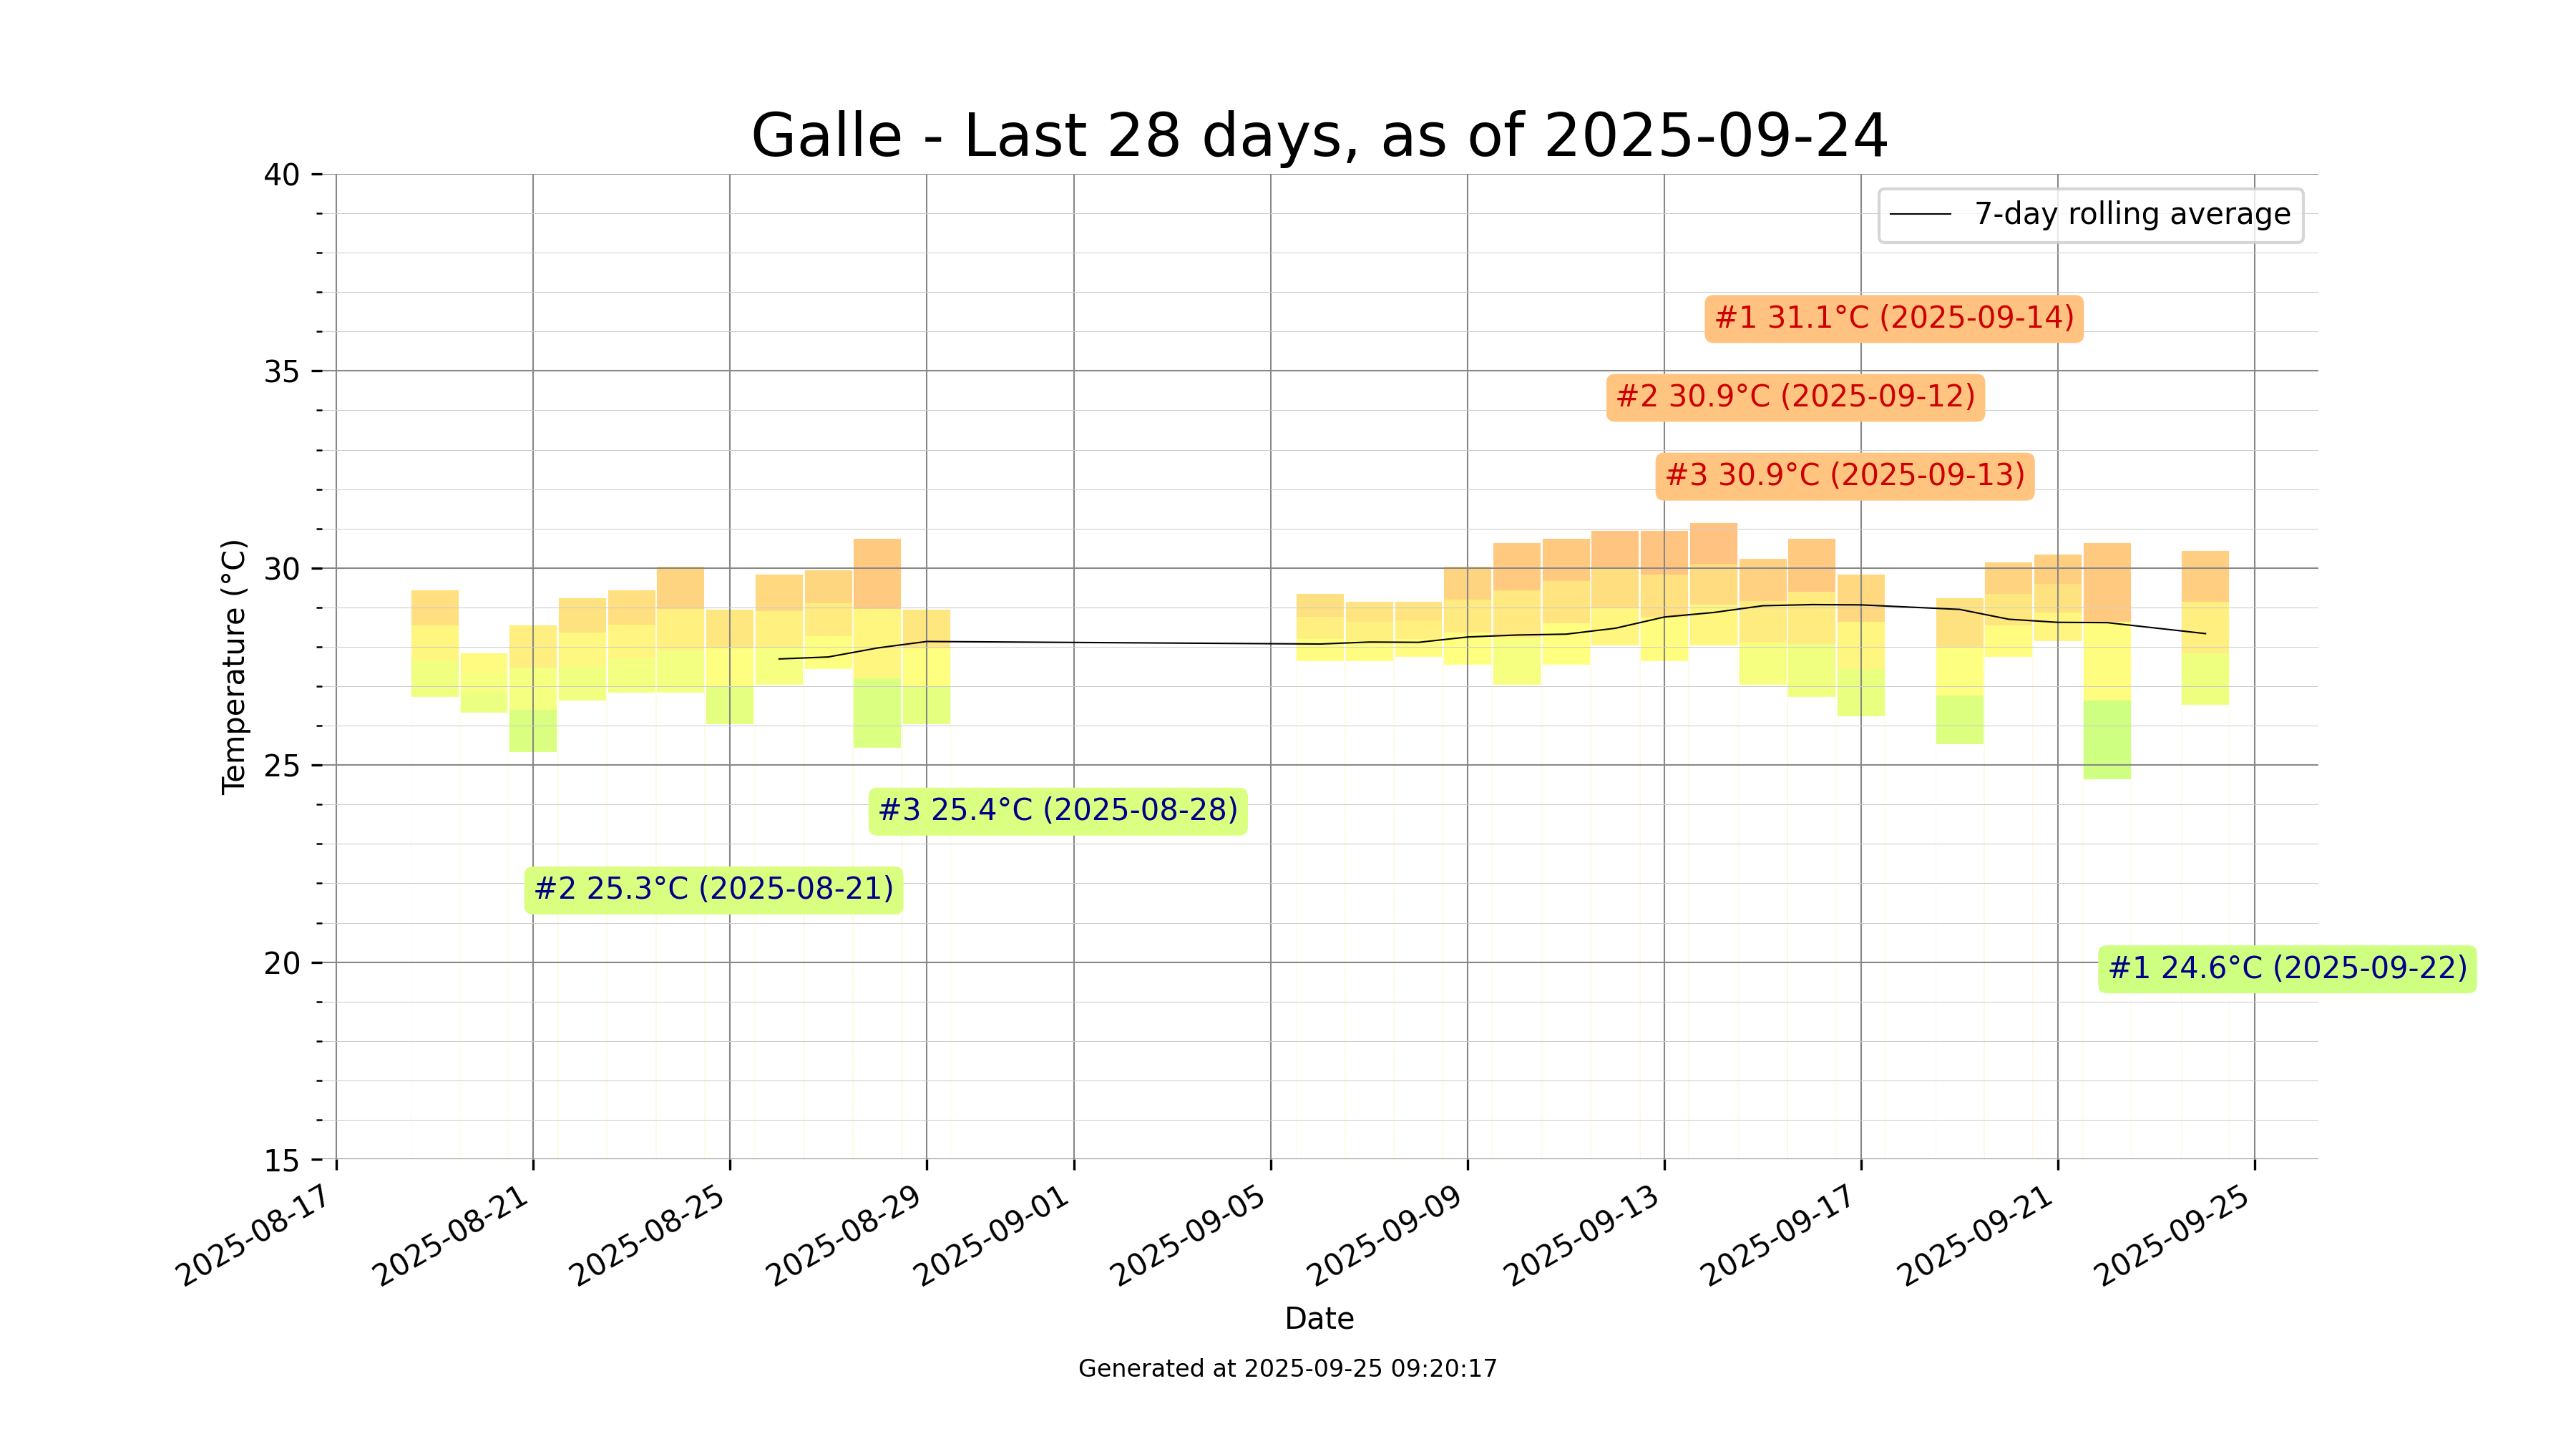 Galle - Last 28 days, as of 2025-09-24
40
35
30
25
20
15
Temperature (°C)
7-day rolling average
#1 31.1°C (2025-09-14)
#2 30.9°C (2025-09-12)
#3 30.9°C (2025-09-13)
#3 25.4°C (2025-08-28)
#2 25.3°C (2025-08-21)
#1 24.6°C (2025-09-22)
2025-08-17
2025-08-21
2025-08-25
2025-08-29
2025-09-01
2025-09-05
2025-09-09
2025-09-13
2025-09-17
2025-09-21
2025-09-25
Date
Generated at 2025-09-25 09:20:17